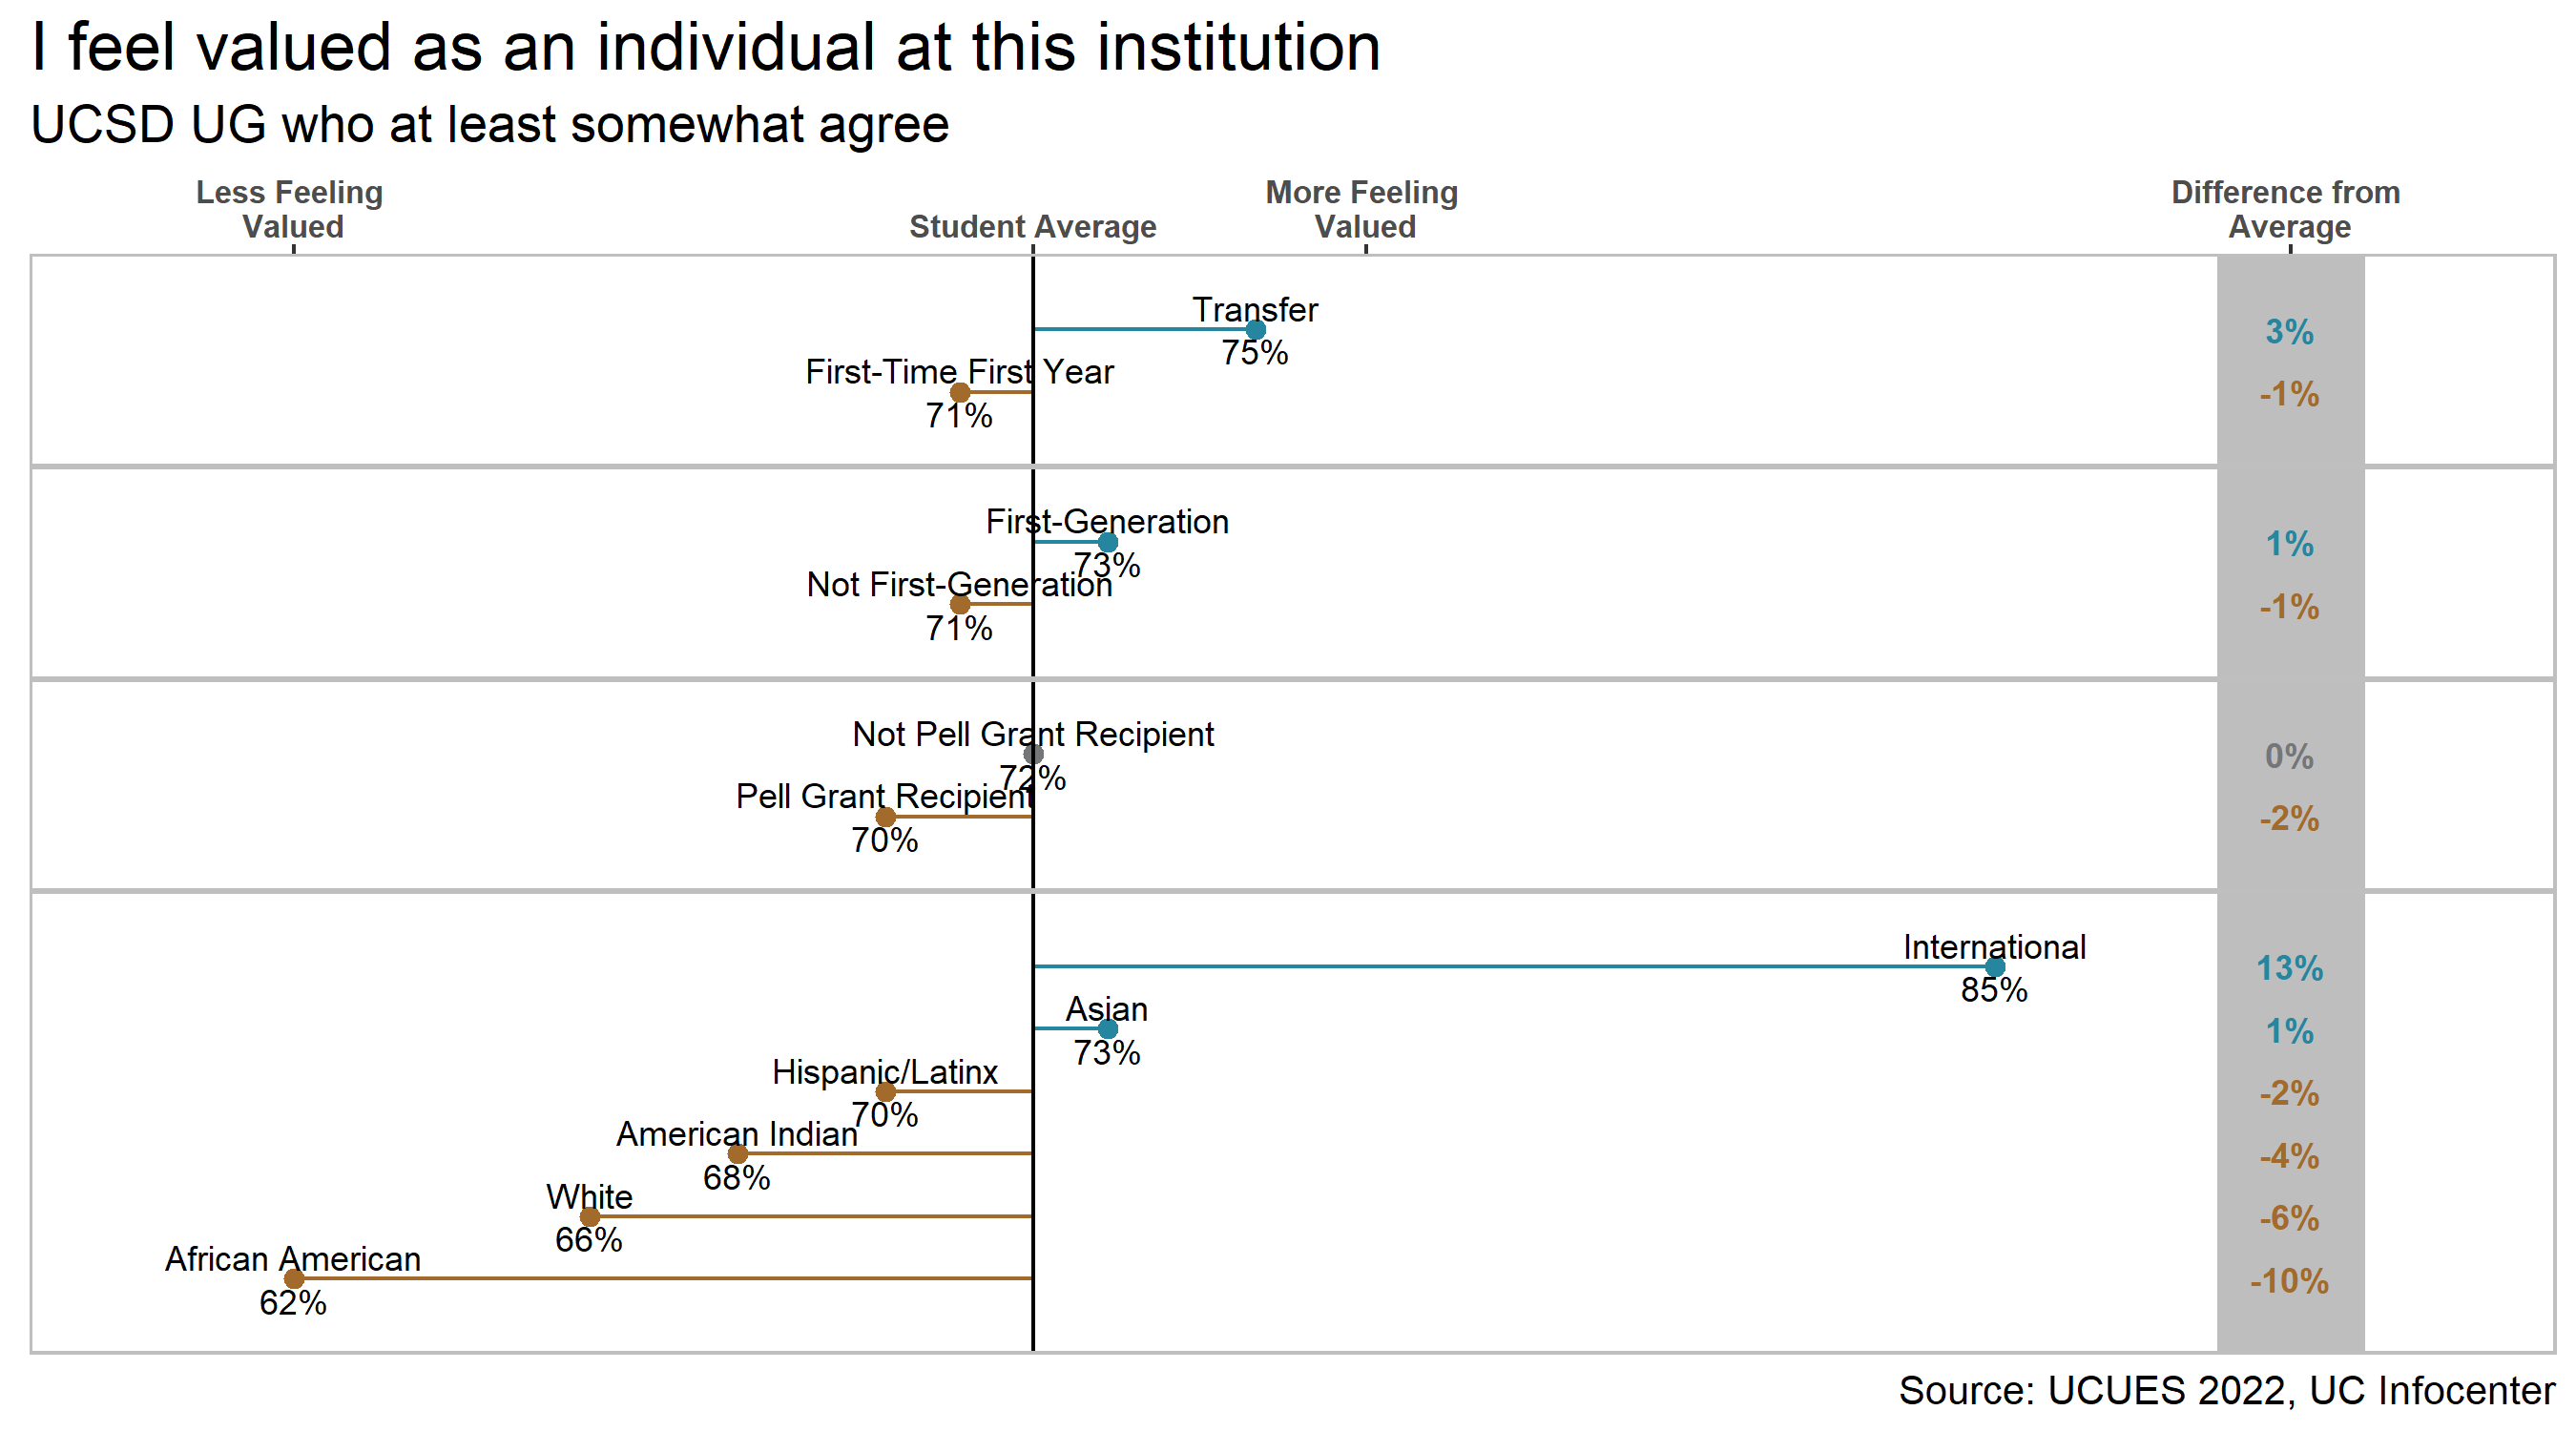 I feel valued as an individual at this institution
UCSD UG who at least somewhat agree
Less Feeling
Valued
Student Average
More Feeling
Valued
Difference from
Average
Transfer
75%
3%
First-Time First Year
71%
-1%
First-Generation
73%
1%
Not First-Generation
71%
-1%
Not Pell Grant Recipient
72%
0%
Pell Grant Recipient
70%
-2%
International
85%
13%
Asian
73%
1%
Hispanic/Latinx
70%
-2%
American Indian
68%
-4%
White
66%
-6%
African American
62%
-10%
Source: UCUES 2022, UC Infocenter